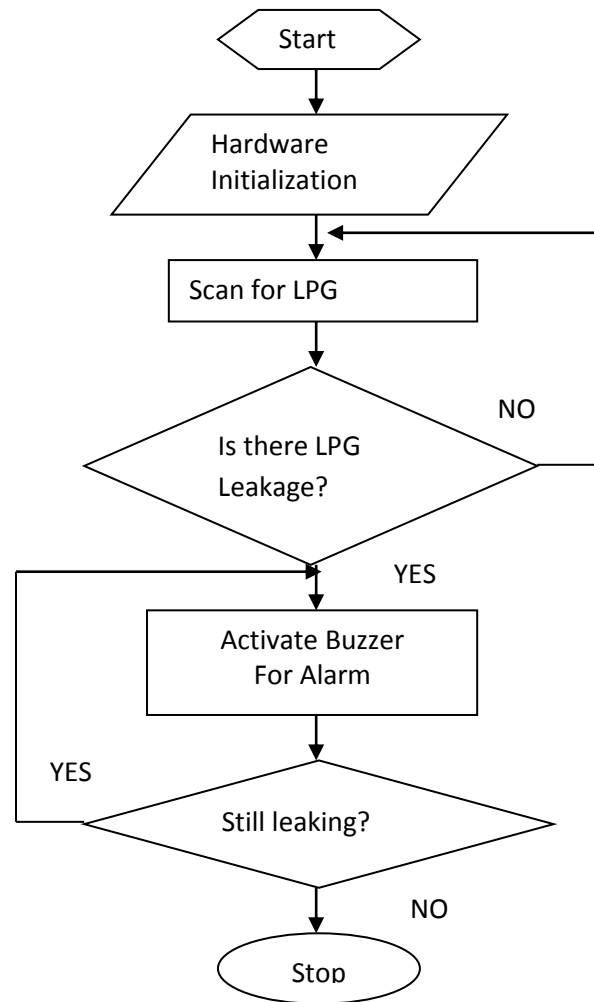 Start
Hardware
Initialization
Scan for LPG
NO
Is there LPG
Leakage?
YES
Activate Buzzer
For Alarm
YES
Still leaking?
NO
Stop